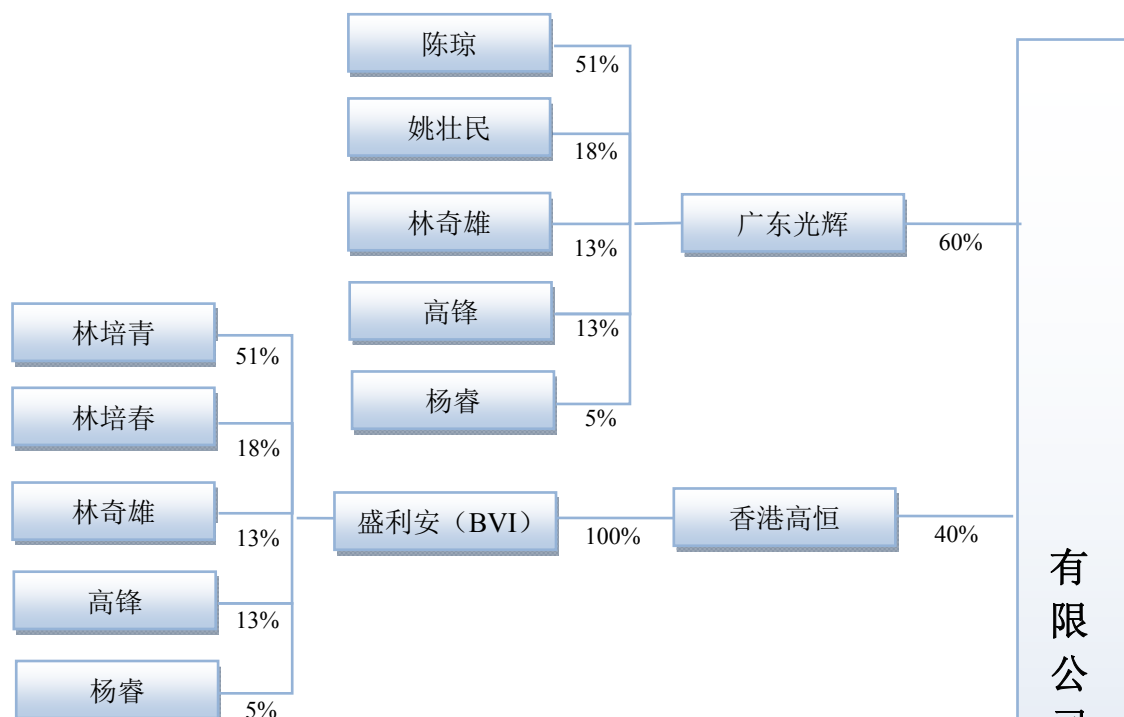 陈琼
51%
姚壮民
18%
林奇雄
13%
广东光辉
60%
高锋
13%
杨睿
5%
林培青
51%
林培春
18%
林奇雄
13%
高锋
13%
杨睿
5%
盛利安（BVI）
100%
香港高恒
40%
有
限
公